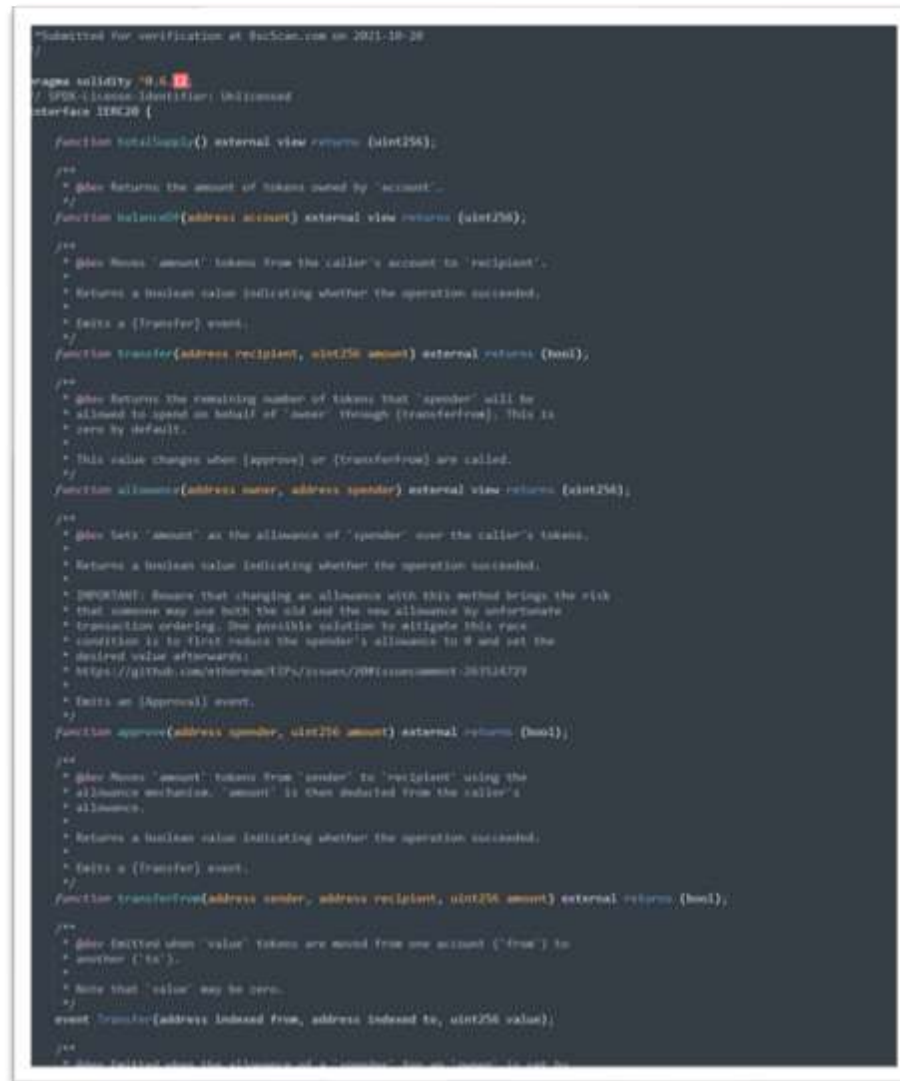 *Submitted for verification at BscScan.com on 2021-10-20
*/
pragma solidity ^0.6.12;
// SPDX-License-Identifier: Unlicensed
interface IERC20 {
function totalSupply() external view returns (uint256);
/**
* @dev Returns the amount of tokens owned by `account`.
*/
function balanceOf(address account) external view returns (uint256);
/**
* @dev Moves `amount` tokens from the caller's account to `recipient`.
*
* Returns a boolean value indicating whether the operation succeeded.
*
* Emits a {Transfer} event.
*/
function transfer(address recipient, uint256 amount) external returns (bool);
/**
* @dev Returns the remaining number of tokens that `spender` will be
* allowed to spend on behalf of `owner` through {transferFrom}. This is
* zero by default.
*
* This value changes when {approve} or {transferFrom} are called.
*/
function allowance(address owner, address spender) external view returns (uint256);
/**
* @dev Sets `amount` as the allowance of `spender` over the caller's tokens.
*
* Returns a boolean value indicating whether the operation succeeded.
*
* IMPORTANT: Beware that changing an allowance with this method brings the risk
* that someone may use both the old and the new allowance by unfortunate
* transaction ordering. One possible solution to mitigate this race
* condition is to first reduce the spender's allowance to 0 and set the
* desired value afterwards:
* https://github.com/ethereum/EIPs/issues/20#issuecomment-263524729
*
* Emits an {Approval} event.
*/
function approve(address spender, uint256 amount) external returns (bool);
/**
* @dev Moves `amount` tokens from `sender` to `recipient` using the
* allowance mechanism. `amount` is then deducted from the caller's
* allowance.
*
* Returns a boolean value indicating whether the operation succeeded.
*
* Emits a {Transfer} event.
*/
function transferFrom(address sender, address recipient, uint256 amount) external returns (bool);
/**
* @dev Emitted when `value` tokens are moved from one account (`from`) to
* another (`to`).
*
* Note that `value` may be zero.
*/
event Transfer(address indexed from, address indexed to, uint256 value);
/**
* @dev Emitted when the allowance of a `spender` for an `owner` is set by